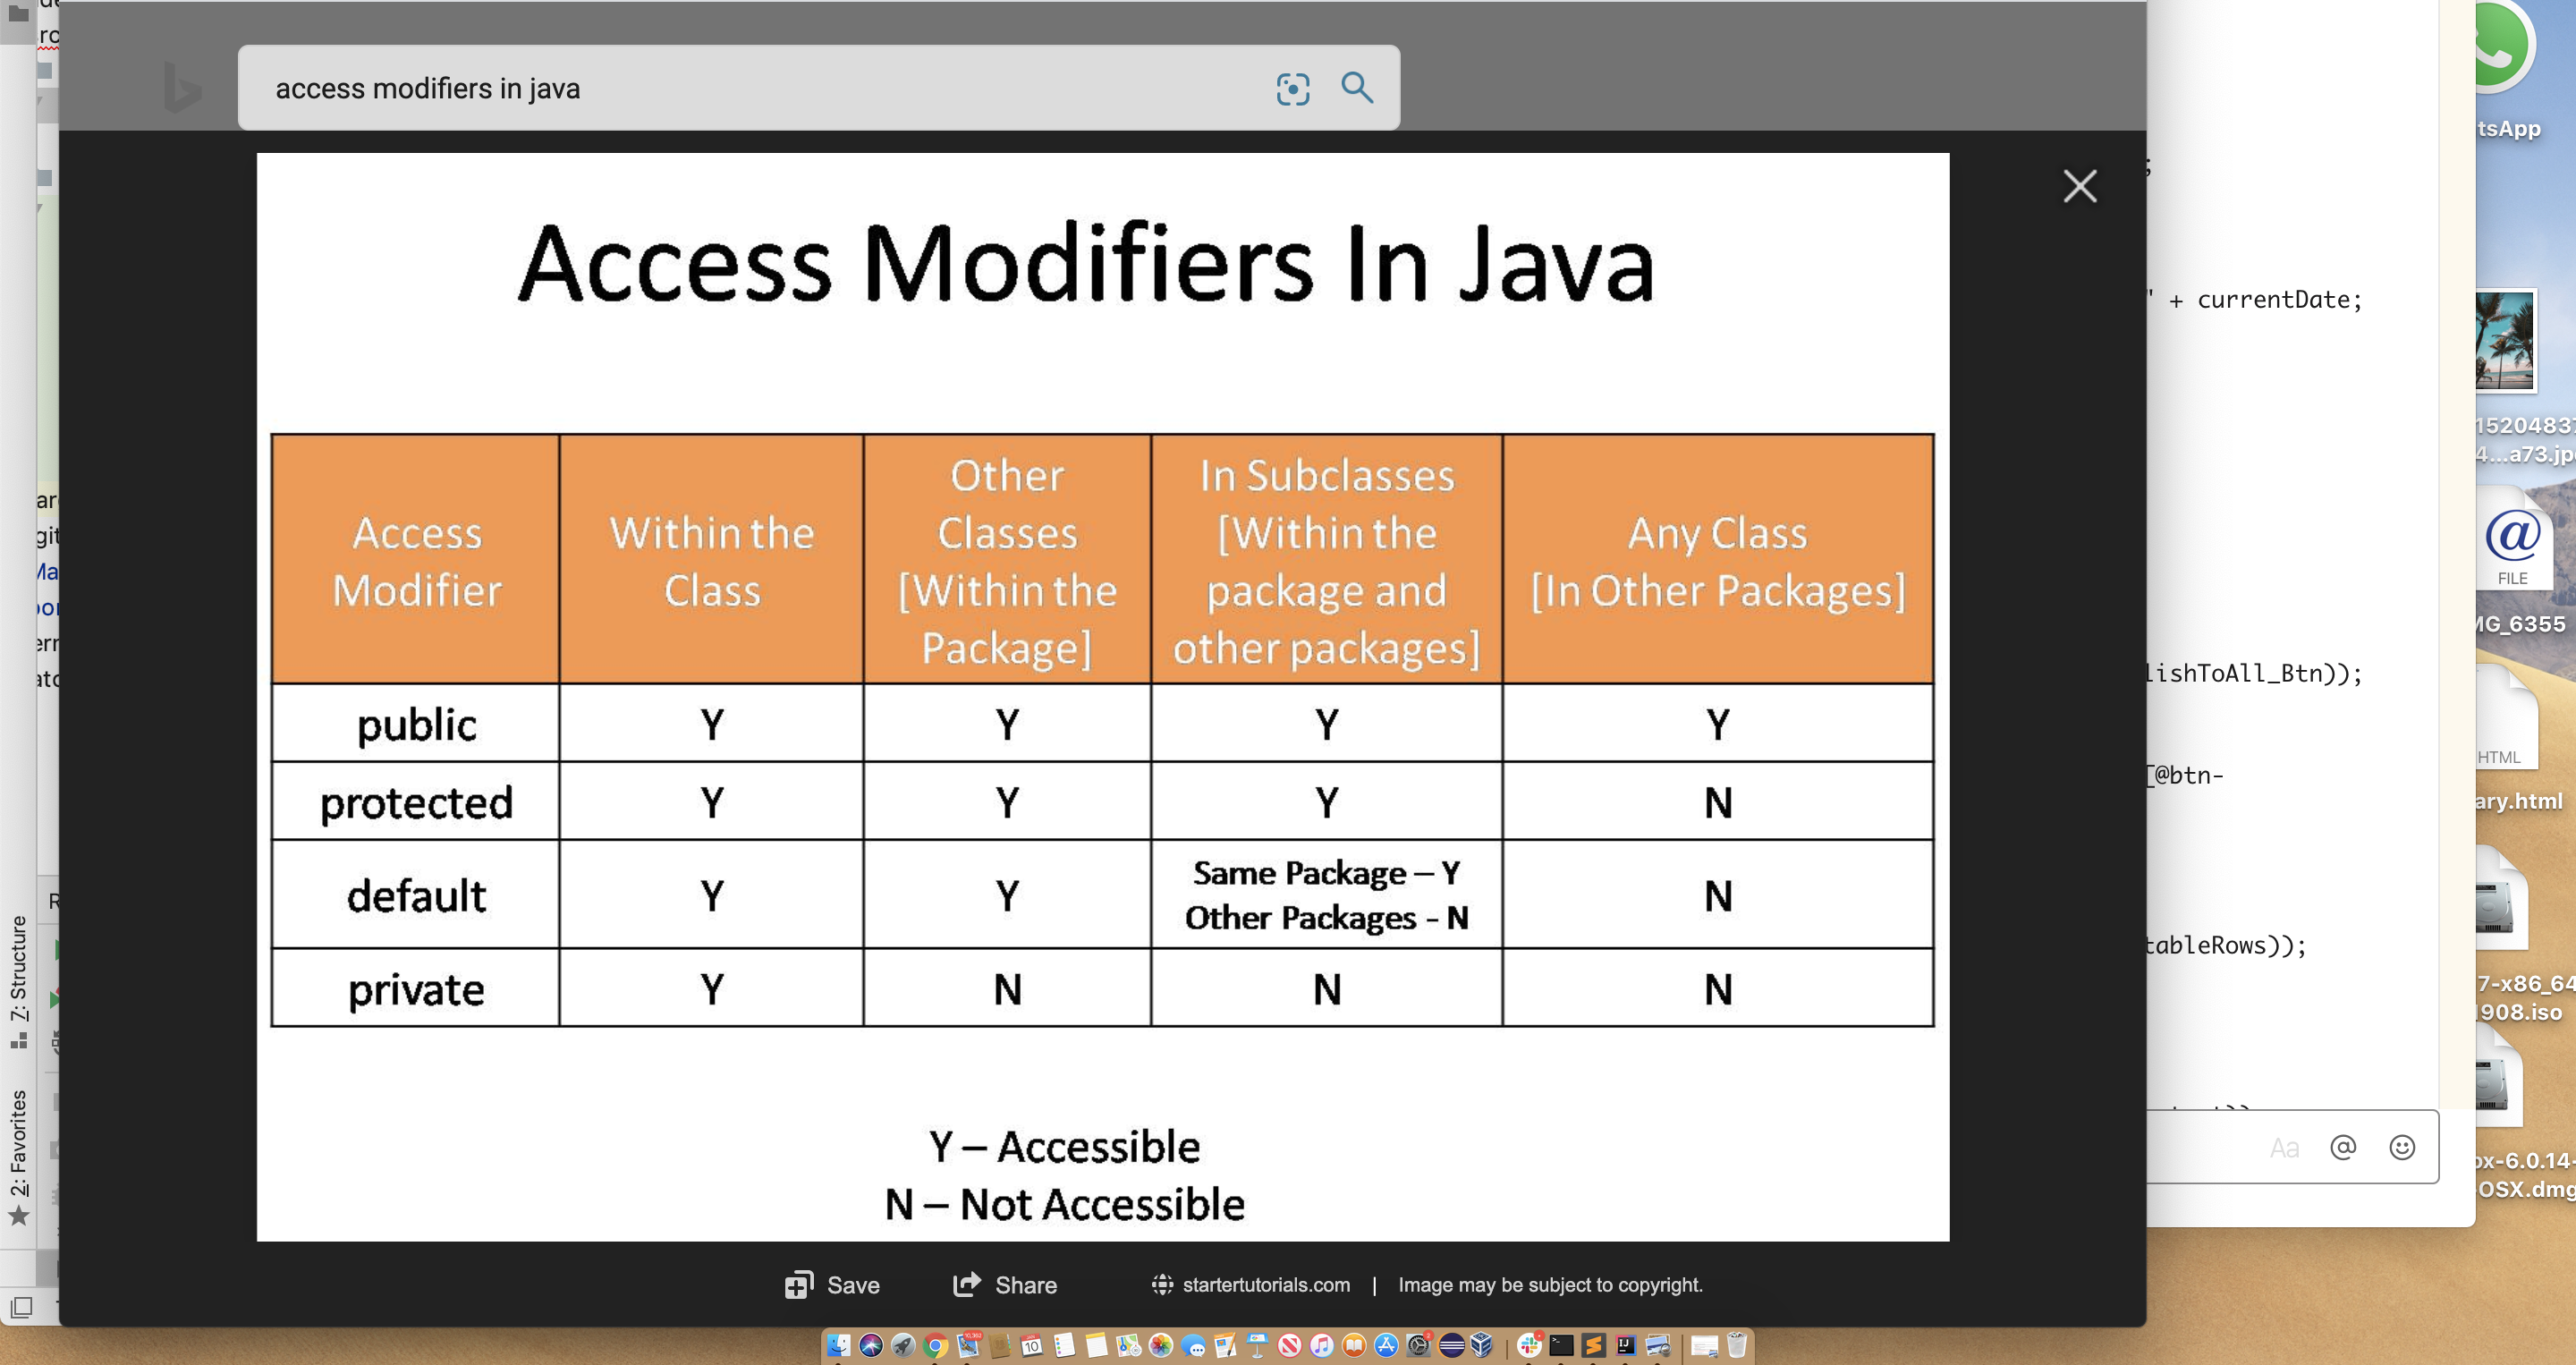 access modifiers in java
Access Modifiers In Java
Access Modifier
Within the Class
Other Classes [Within the Package]
In Subclasses [Within the package and other packages]
Any Class [In Other Packages]
public Y Y Y Y
protected Y Y Y N
default Y Y Same Package – Y Other Packages - N N
private Y N N N
Y – Accessible
N – Not Accessible
Save Share startertutorials.com | Image may be subject to copyright.
7: Structure
2: Favorites
" + currentDate;
lishToAll_Btn));
[@btn-
tableRows));
Aa @
tsApp
1520483
4...a73.jp
@
FILE
MG_6355
HTML
ary.html
7-x86_64
1908.iso
ox-6.0.14-
OSX.dmg
10